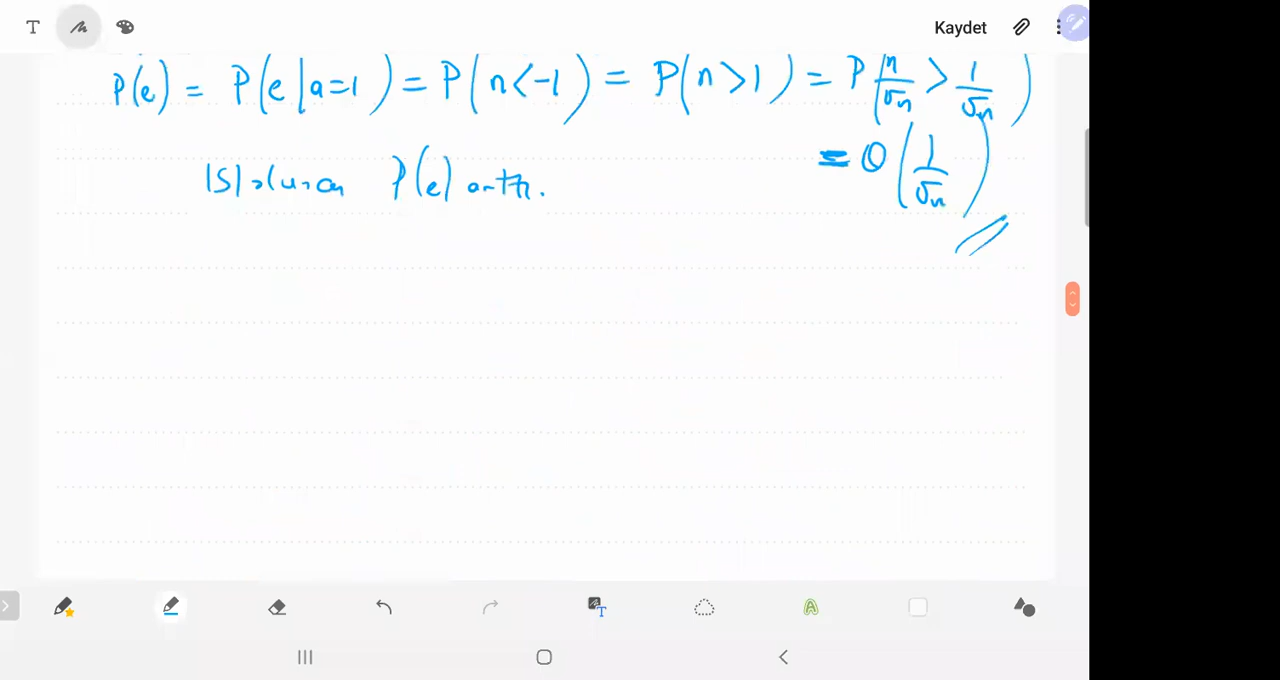 T Kaydet
P(e) = P(e|a=1) = P(n<-1) = P(n>1) = P(n/σn > 1/σn)
= Q(1/σn)
P(e)